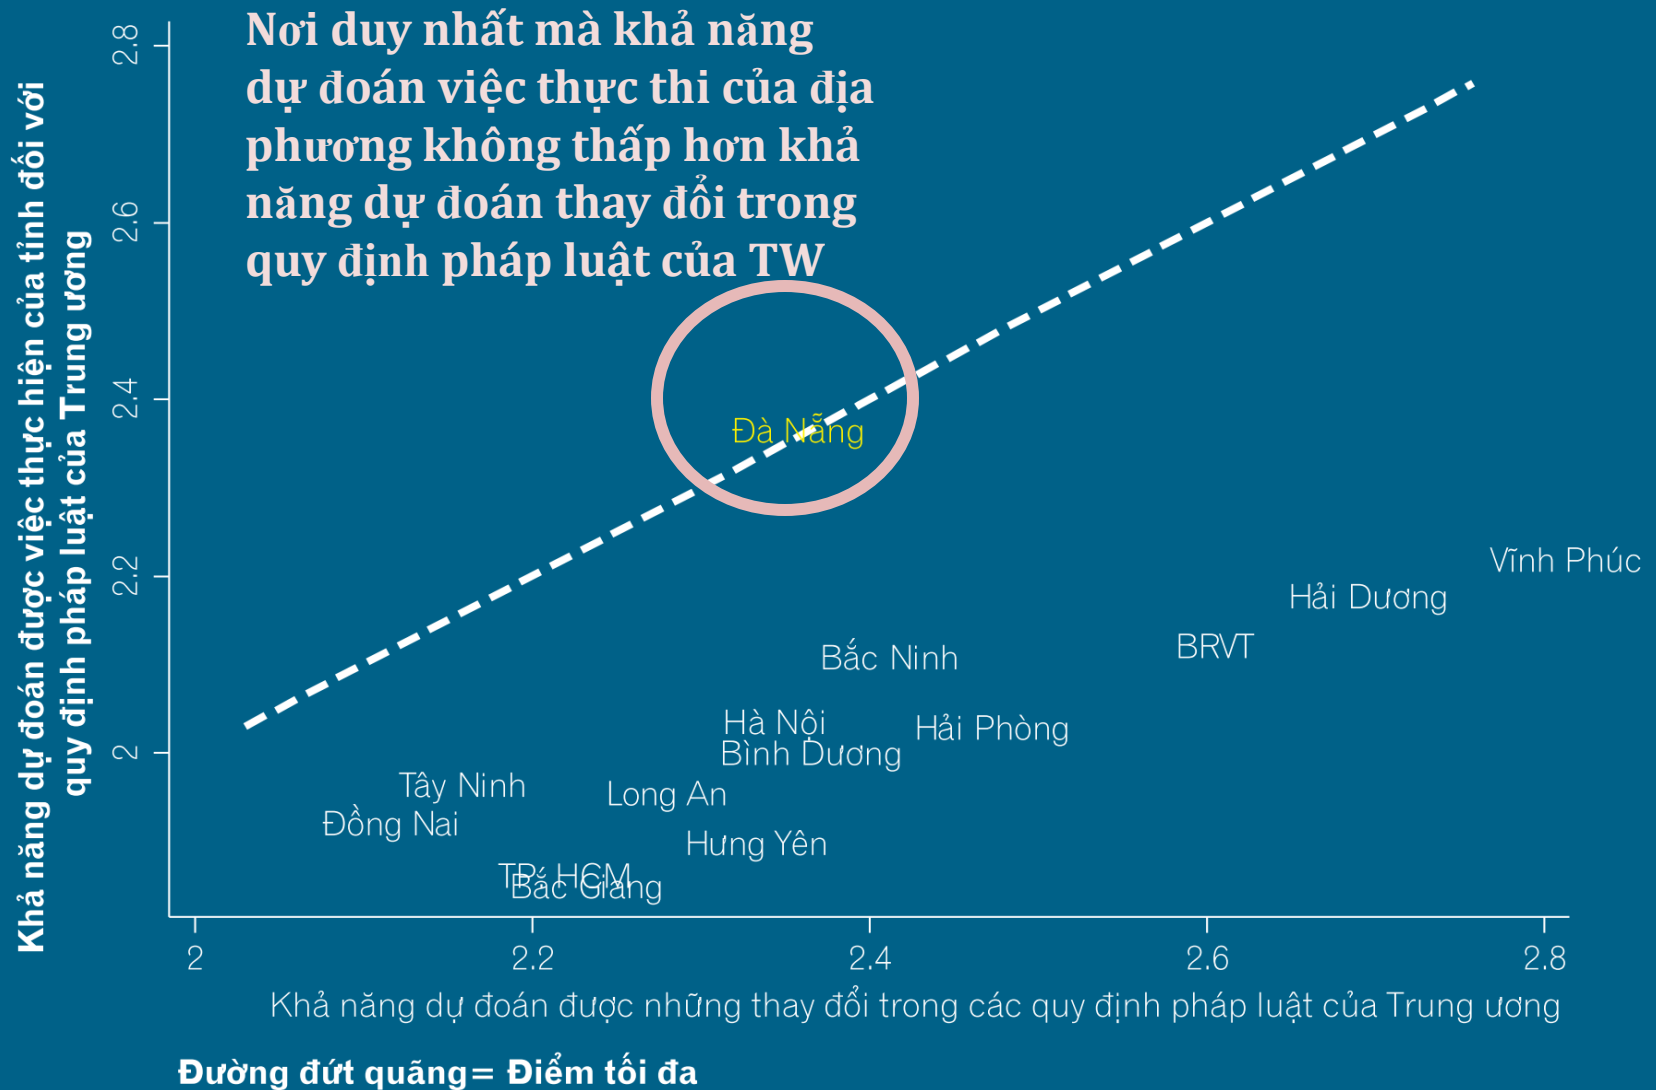 Nơi duy nhất mà khả năng
dự đoán việc thực thi của địa
phương không thấp hơn khả
năng dự đoán thay đổi trong
quy định pháp luật của TW
Khả năng dự đoán được việc thực hiện của tỉnh đối với
quy định pháp luật của Trung ương
2.8
2.6
2.4
2.2
2
Đà Nẵng
Vĩnh Phúc
Hải Dương
BRVT
Bắc Ninh
Hà Nội
Hải Phòng
Bình Dương
Tây Ninh
Long An
Đồng Nai
Hưng Yên
TP. HCM
Bắc Giang
2
2.2
2.4
2.6
2.8
Khả năng dự đoán được những thay đổi trong các quy định pháp luật của Trung ương
Đường đứt quãng= Điểm tối đa